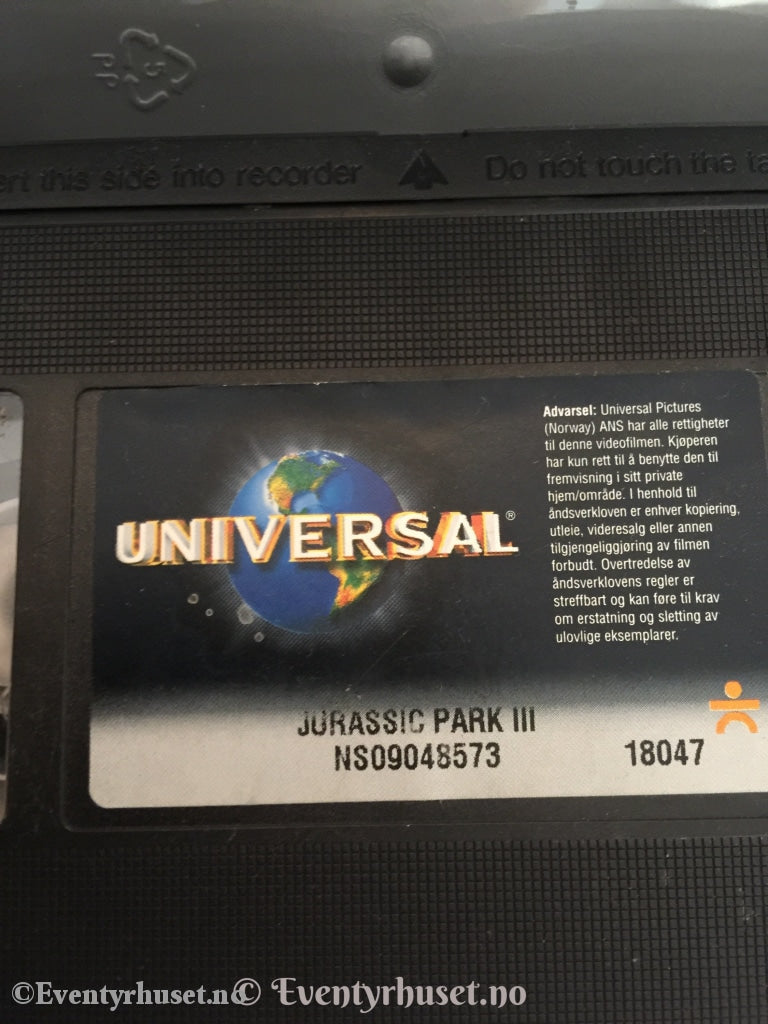 5
PP
this side into recorder
Do not touch the
UNIVERSAL®
Advarsel: Universal Pictures
(Norway) ANS har alle rettigheter
til denne videofilmen. Kjøperen
har kun rett til å benytte den til
fremvisning i sitt private
hjem/område. I henhold til
åndsverkloven er enhver kopiering,
utleie, videresalg eller annen
tilgjengeliggjøring av filmen
forbudt. Overtredelse av
åndsverklovens regler er
streffbart og kan føre til krav
om erstatning og sletting av
ulovlige eksemplarer.
JURASSIC PARK III
NS09048573
18047
©Eventyrhuset.no
© Eventyrhuset.no